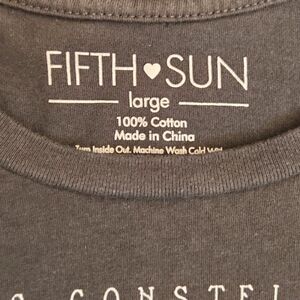 FIFTH♥SUN
large
100% Cotton
Made in China
Turn Inside Out. Machine Wash Cold
CONSTEL